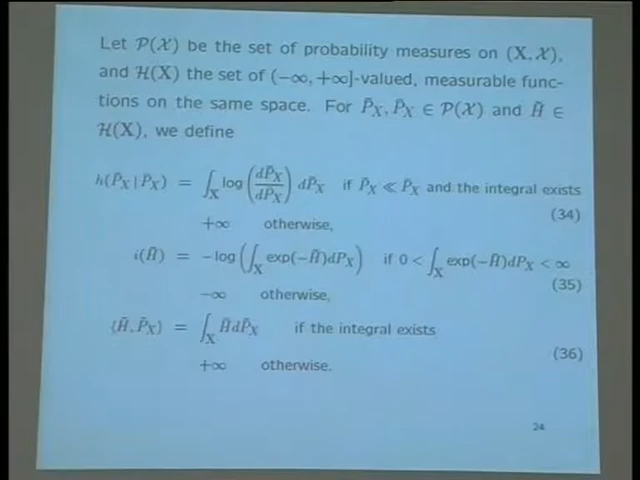 Let P(𝒳) be the set of probability measures on (X, 𝒳),
and H(X) the set of (−∞, +∞]-valued, measurable func-
tions on the same space. For P̃_X, P_X ∈ P(𝒳) and H̃ ∈
H(X), we define
h(P̃_X | P_X) = ∫_X log(dP̃_X/dP_X) dP̃_X if P̃_X ≪ P_X and the integral exists
(34)
+∞ otherwise,
i(H̃) = −log(∫_X exp(−H̃)dP_X) if 0 < ∫_X exp(−H̃)dP_X < ∞
(35)
−∞ otherwise,
⟨H̃, P̃_X⟩ = ∫_X H̃dP̃_X if the integral exists
(36)
+∞ otherwise.
24